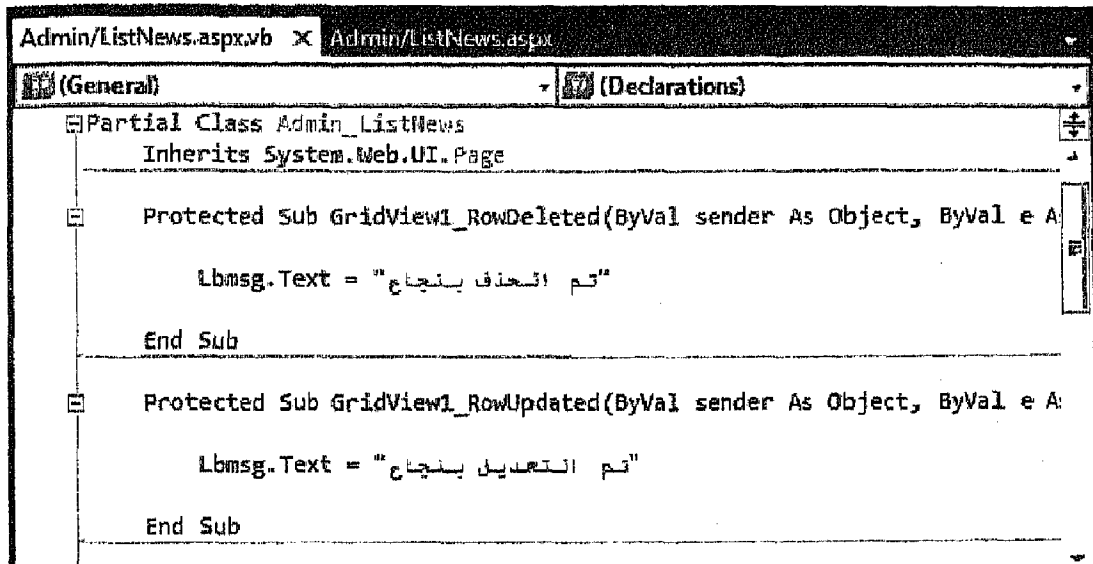 Admin/ListNews.aspx.vb × Admin/ListNews.aspx
(General) (Declarations)
Partial Class Admin_ListNews
Inherits System.Web.UI.Page
Protected Sub GridView1_RowDeleted(ByVal sender As Object, ByVal e A
Lbmsg.Text = "تم الحذف بنجاح"
End Sub
Protected Sub GridView1_RowUpdated(ByVal sender As Object, ByVal e A
Lbmsg.Text = "تم التعديل بنجاح"
End Sub